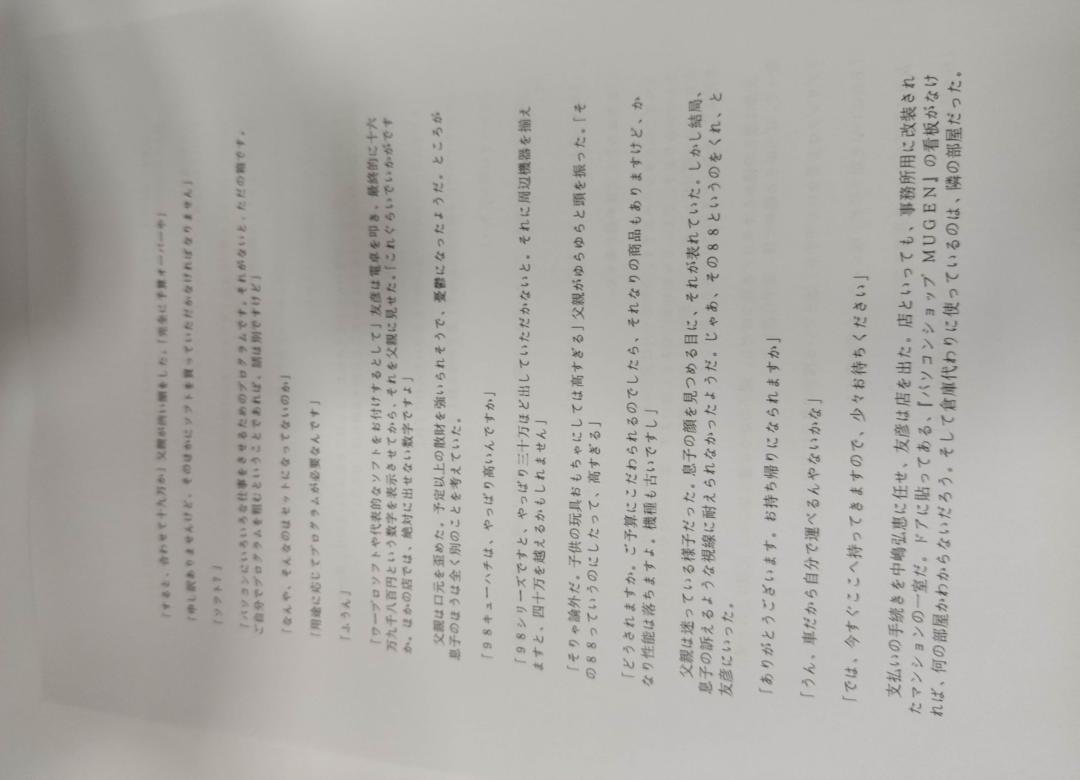 「すると、合わせて十九万か」父親が渋い顔をした。「完全に予算オーバーや」
「申し訳ありませんけど、そのほかにソフトを買っていただかなければなりません」
「ソフト？」
「パソコンにいろいろな仕事をさせるためのプログラムです。それがないと、ただの箱です。
ご自分でプログラムを組むということであれば、話は別ですけど」
「なんや、そんなのはセットになってないのか」
「用途に応じてプログラムが必要なんです」
「ふうん」
「ワープロソフトや代表的なソフトをお付けするとして」友彦は電卓を叩き、最終的に十六
万九千八百円という数字を表示させてから、それを父親に見せた。「これぐらいでいかがです
か。ほかの店では、絶対に出せない数字ですよ」
父親は口元を歪めた。予定以上の散財を強いられそうで、憂鬱になったようだ。ところが
息子のほうは全く別のことを考えていた。
「９８キューハチは、やっぱり高いんですか」
「９８シリーズですと、やっぱり三十万ほど出していただかないと。それに周辺機器を揃え
ますと、四十万を越えるかもしれません」
「そりゃ論外だ。子供の玩具おもちゃにしては高すぎる」父親がゆらゆらと頭を振った。「そ
の８８っていうのにしたって、高すぎる」
「どうされますか。ご予算にこだわられるのでしたら、それなりの商品もありますけど、か
なり性能は落ちますよ。機種も古いですし」
父親は迷っている様子だった。息子の顔を見つめる目に、それが表れていた。しかし結局、
息子の訴えるような視線に耐えられなかったようだ。じゃあ、その８８というのをくれ、と
友彦にいった。
「ありがとうございます。お持ち帰りになられますか」
「うん、車だから自分で運べるんやないかな」
「では、今すぐここへ持ってきますので、少々お待ちください」
支払いの手続きを中嶋弘恵に任せ、友彦は店を出た。店といっても、事務所用に改装され
たマンションの一室だ。ドアに貼ってある、『パソコンショップ ＭＵＧＥＮ』の看板がなけ
れば、何の部屋かわからないだろう。そして倉庫代わりに使っているのは、隣の部屋だった。